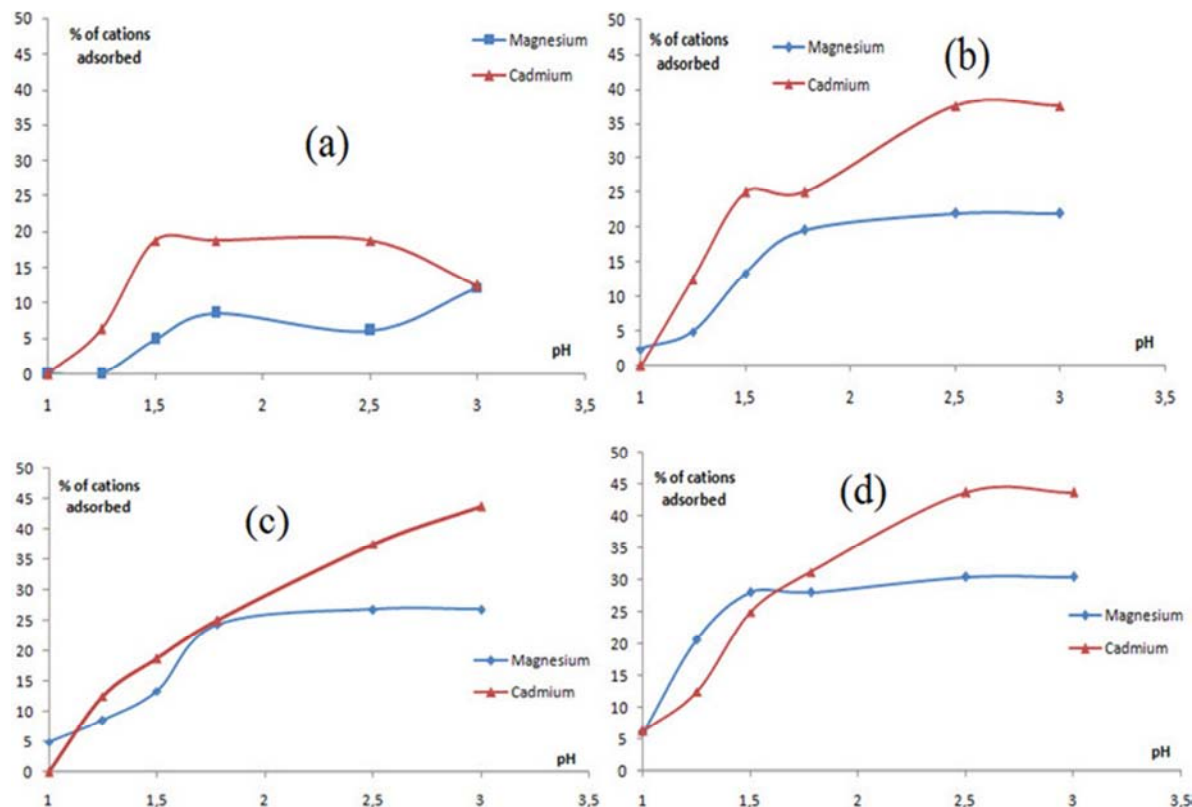 50
45
40
35
30
25
20
15
10
5
0
% of cations
adsorbed
Magnesium
Cadmium
(a)
pH
1
1,5
2
2,5
3
3,5
50
45
40
35
30
25
20
15
10
5
0
% of cations
adsorbed
Magnesium
Cadmium
(b)
pH
1
1,5
2
2,5
3
3,5
50
45
40
35
30
25
20
15
10
5
0
% of cations
adsorbed
(c)
Magnesium
Cadmium
pH
1
1,5
2
2,5
3
3,5
50
45
40
35
30
25
20
15
10
5
0
% of cations
adsorbed
(d)
Magnesium
Cadmium
pH
1
1,5
2
2,5
3
3,5